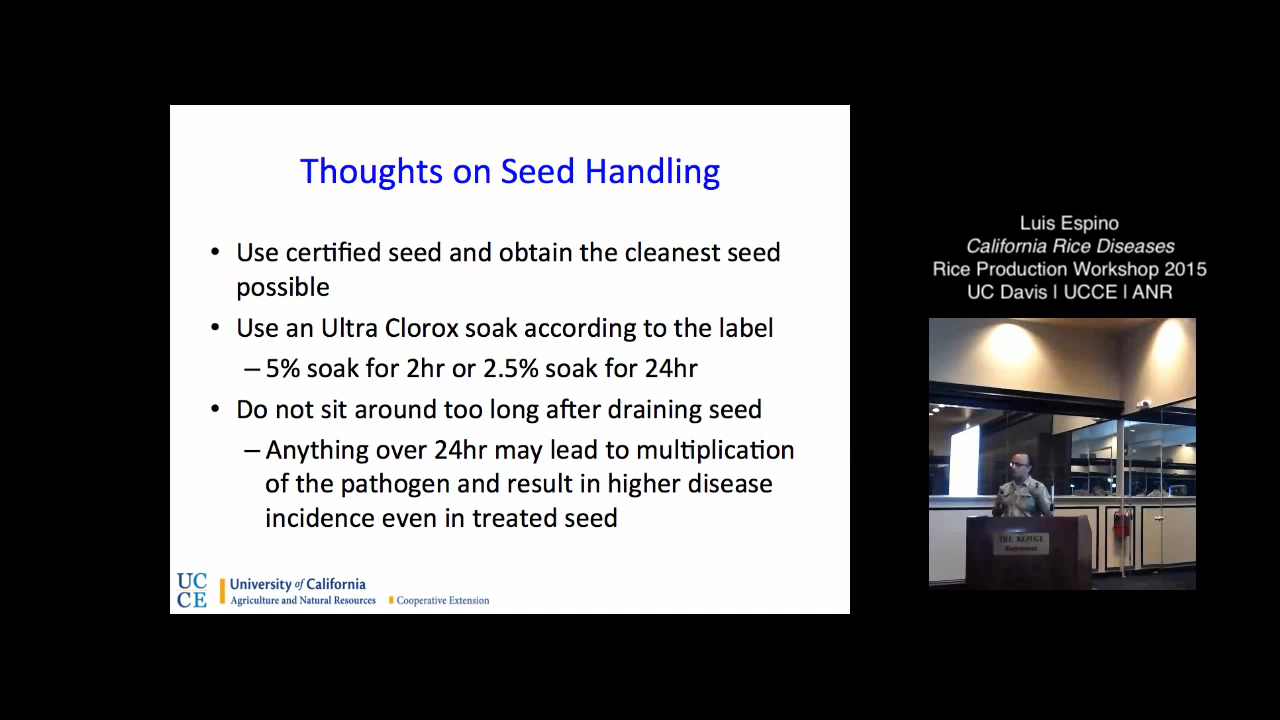 Thoughts on Seed Handling
• Use certified seed and obtain the cleanest seed
possible
• Use an Ultra Clorox soak according to the label
– 5% soak for 2hr or 2.5% soak for 24hr
• Do not sit around too long after draining seed
– Anything over 24hr may lead to multiplication
of the pathogen and result in higher disease
incidence even in treated seed
UC
CE
University of California
Agriculture and Natural Resources
Cooperative Extension
Luis Espino
California Rice Diseases
Rice Production Workshop 2015
UC Davis | UCCE | ANR
THE REFUGE
Restaurant